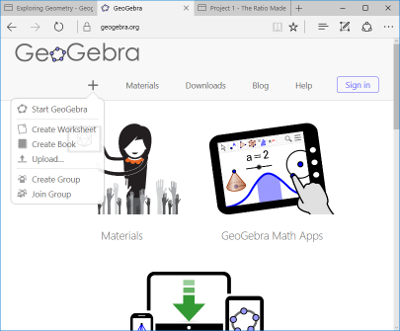 Exploring Geometry - Geog
GeoGebra
Project 1 - The Ratio Made
geogebra.org
GeoGebra
Materials
Downloads
Blog
Help
Sign in
Start GeoGebra
Create Worksheet
Create Book
Upload...
Create Group
Join Group
a = 2
Materials
GeoGebra Math Apps